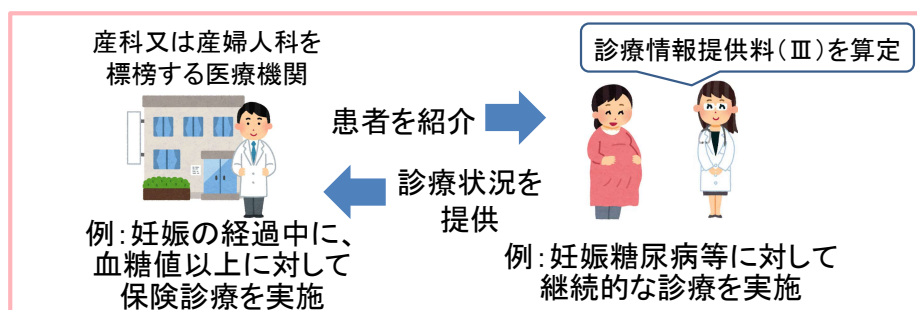 産科又は産婦人科を
標榜する医療機関
診療情報提供料(Ⅲ)を算定
患者を紹介
診療状況を
提供
例:妊娠の経過中に、
血糖値以上に対して
保険診療を実施
例:妊娠糖尿病等に対して
継続的な診療を実施